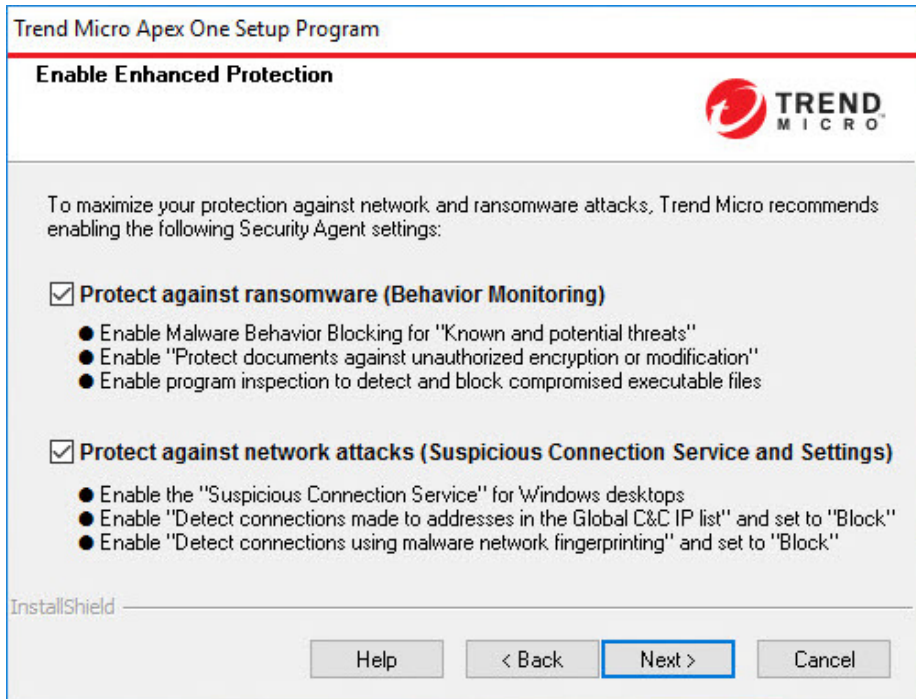 Trend Micro Apex One Setup Program
Enable Enhanced Protection
TREND
MICRO™
To maximize your protection against network and ransomware attacks, Trend Micro recommends
enabling the following Security Agent settings:
Protect against ransomware (Behavior Monitoring)
● Enable Malware Behavior Blocking for "Known and potential threats"
● Enable "Protect documents against unauthorized encryption or modification"
● Enable program inspection to detect and block compromised executable files
Protect against network attacks (Suspicious Connection Service and Settings)
● Enable the "Suspicious Connection Service" for Windows desktops
● Enable "Detect connections made to addresses in the Global C&C IP list" and set to "Block"
● Enable "Detect connections using malware network fingerprinting" and set to "Block"
InstallShield
Help
< Back
Next >
Cancel